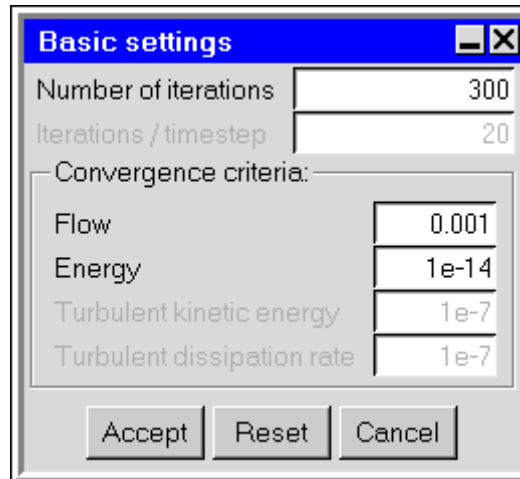 Basic settings
Number of iterations 300
Iterations / timestep 20
Convergence criteria:
Flow 0.001
Energy 1e-14
Turbulent kinetic energy 1e-7
Turbulent dissipation rate 1e-7
Accept Reset Cancel